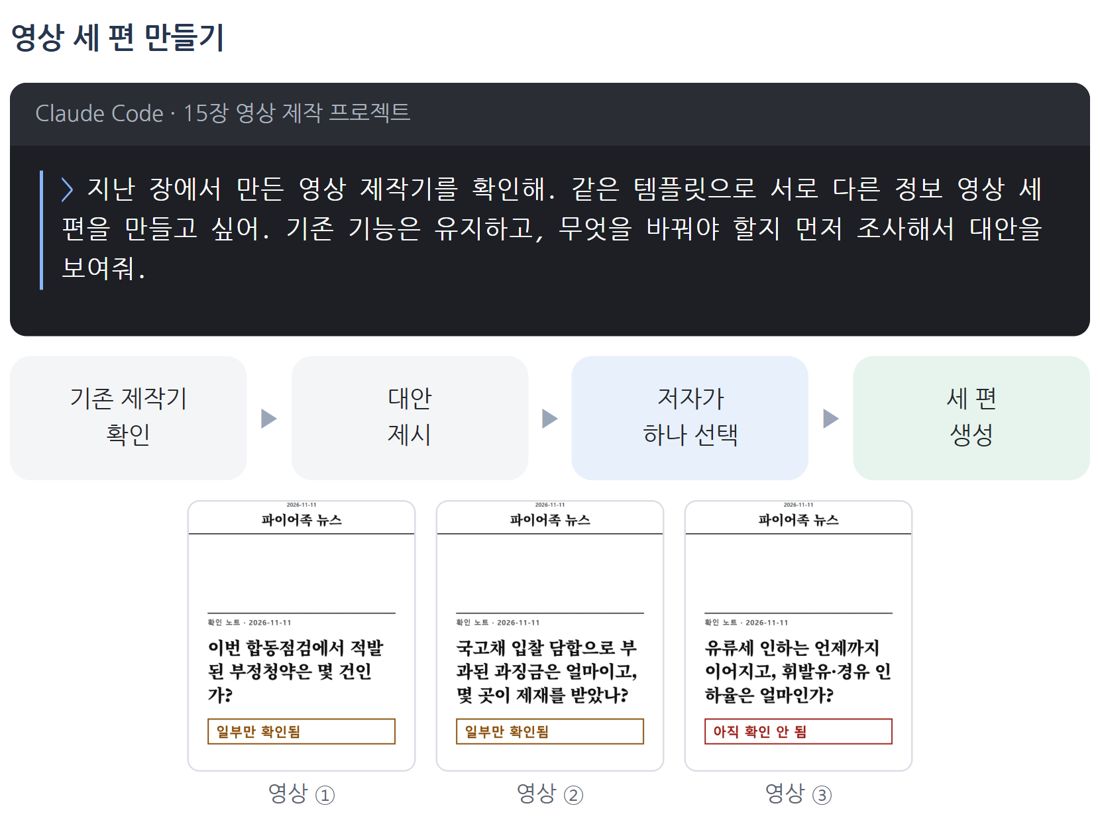 영상 세 편 만들기
Claude Code · 15장 영상 제작 프로젝트
지난 장에서 만든 영상 제작기를 확인해. 같은 템플릿으로 서로 다른 정보 영상 세
편을 만들고 싶어. 기존 기능은 유지하고, 무엇을 바꿔야 할지 먼저 조사해서 대안을
보여줘.
기존 제작기
확인
대안
제시
저자가
하나 선택
세 편
생성
2026-11-11
파이어족 뉴스
확인 노트 · 2026-11-11
이번 합동점검에서 적발
된 부정청약은 몇 건인
가?
일부만 확인됨
영상 ①
2026-11-11
파이어족 뉴스
확인 노트 · 2026-11-11
국고채 입찰 담합으로 부
과된 과징금은 얼마이고,
몇 곳이 제재를 받았나?
일부만 확인됨
영상 ②
2026-11-11
파이어족 뉴스
확인 노트 · 2026-11-11
유류세 인하는 언제까지
이어지고, 휘발유·경유 인
하율은 얼마인가?
아직 확인 안 됨
영상 ③